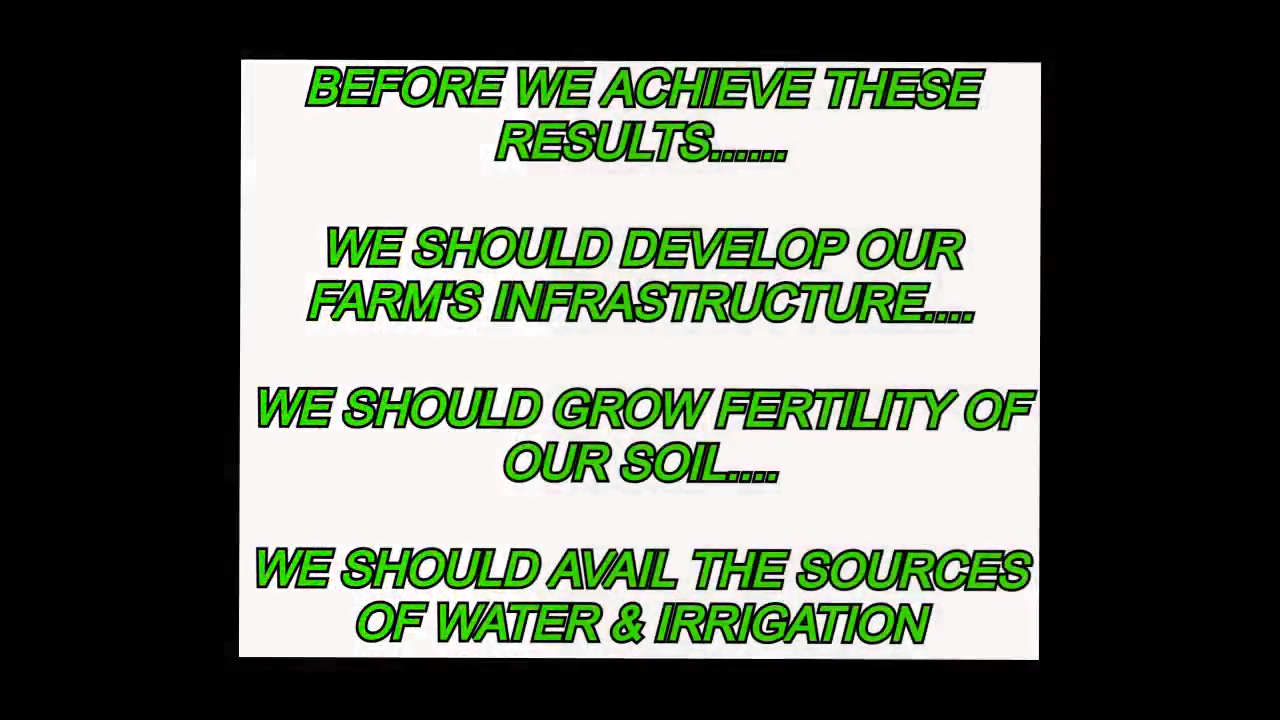 BEFORE WE ACHIEVE THESE
RESULTS......
WE SHOULD DEVELOP OUR
FARM'S INFRASTRUCTURE....
WE SHOULD GROW FERTILITY OF
OUR SOIL....
WE SHOULD AVAIL THE SOURCES
OF WATER & IRRIGATION